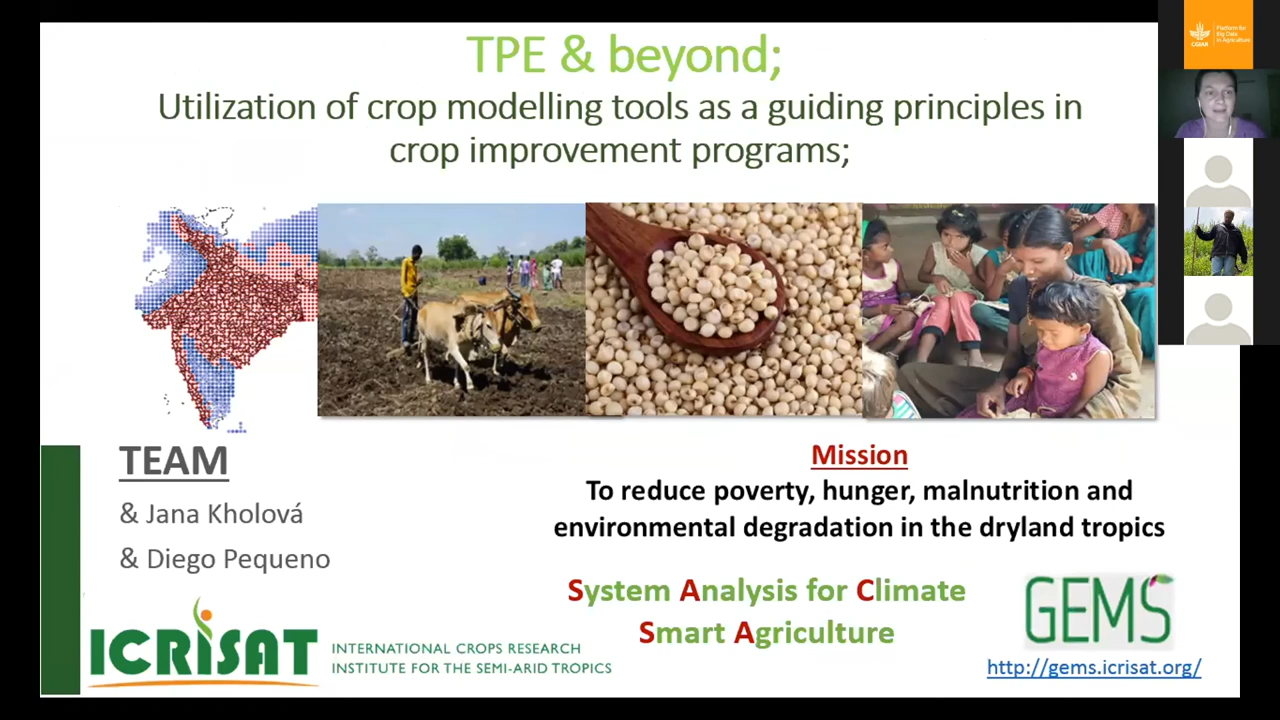 TPE & beyond;
Utilization of crop modelling tools as a guiding principles in
crop improvement programs;
CGIAR
Platform for
Big Data
in Agriculture
TEAM
& Jana Kholová
& Diego Pequeno
Mission
To reduce poverty, hunger, malnutrition and
environmental degradation in the dryland tropics
System Analysis for Climate
Smart Agriculture
GEMS
http://gems.icrisat.org/
ICRISAT
INTERNATIONAL CROPS RESEARCH
INSTITUTE FOR THE SEMI-ARID TROPICS